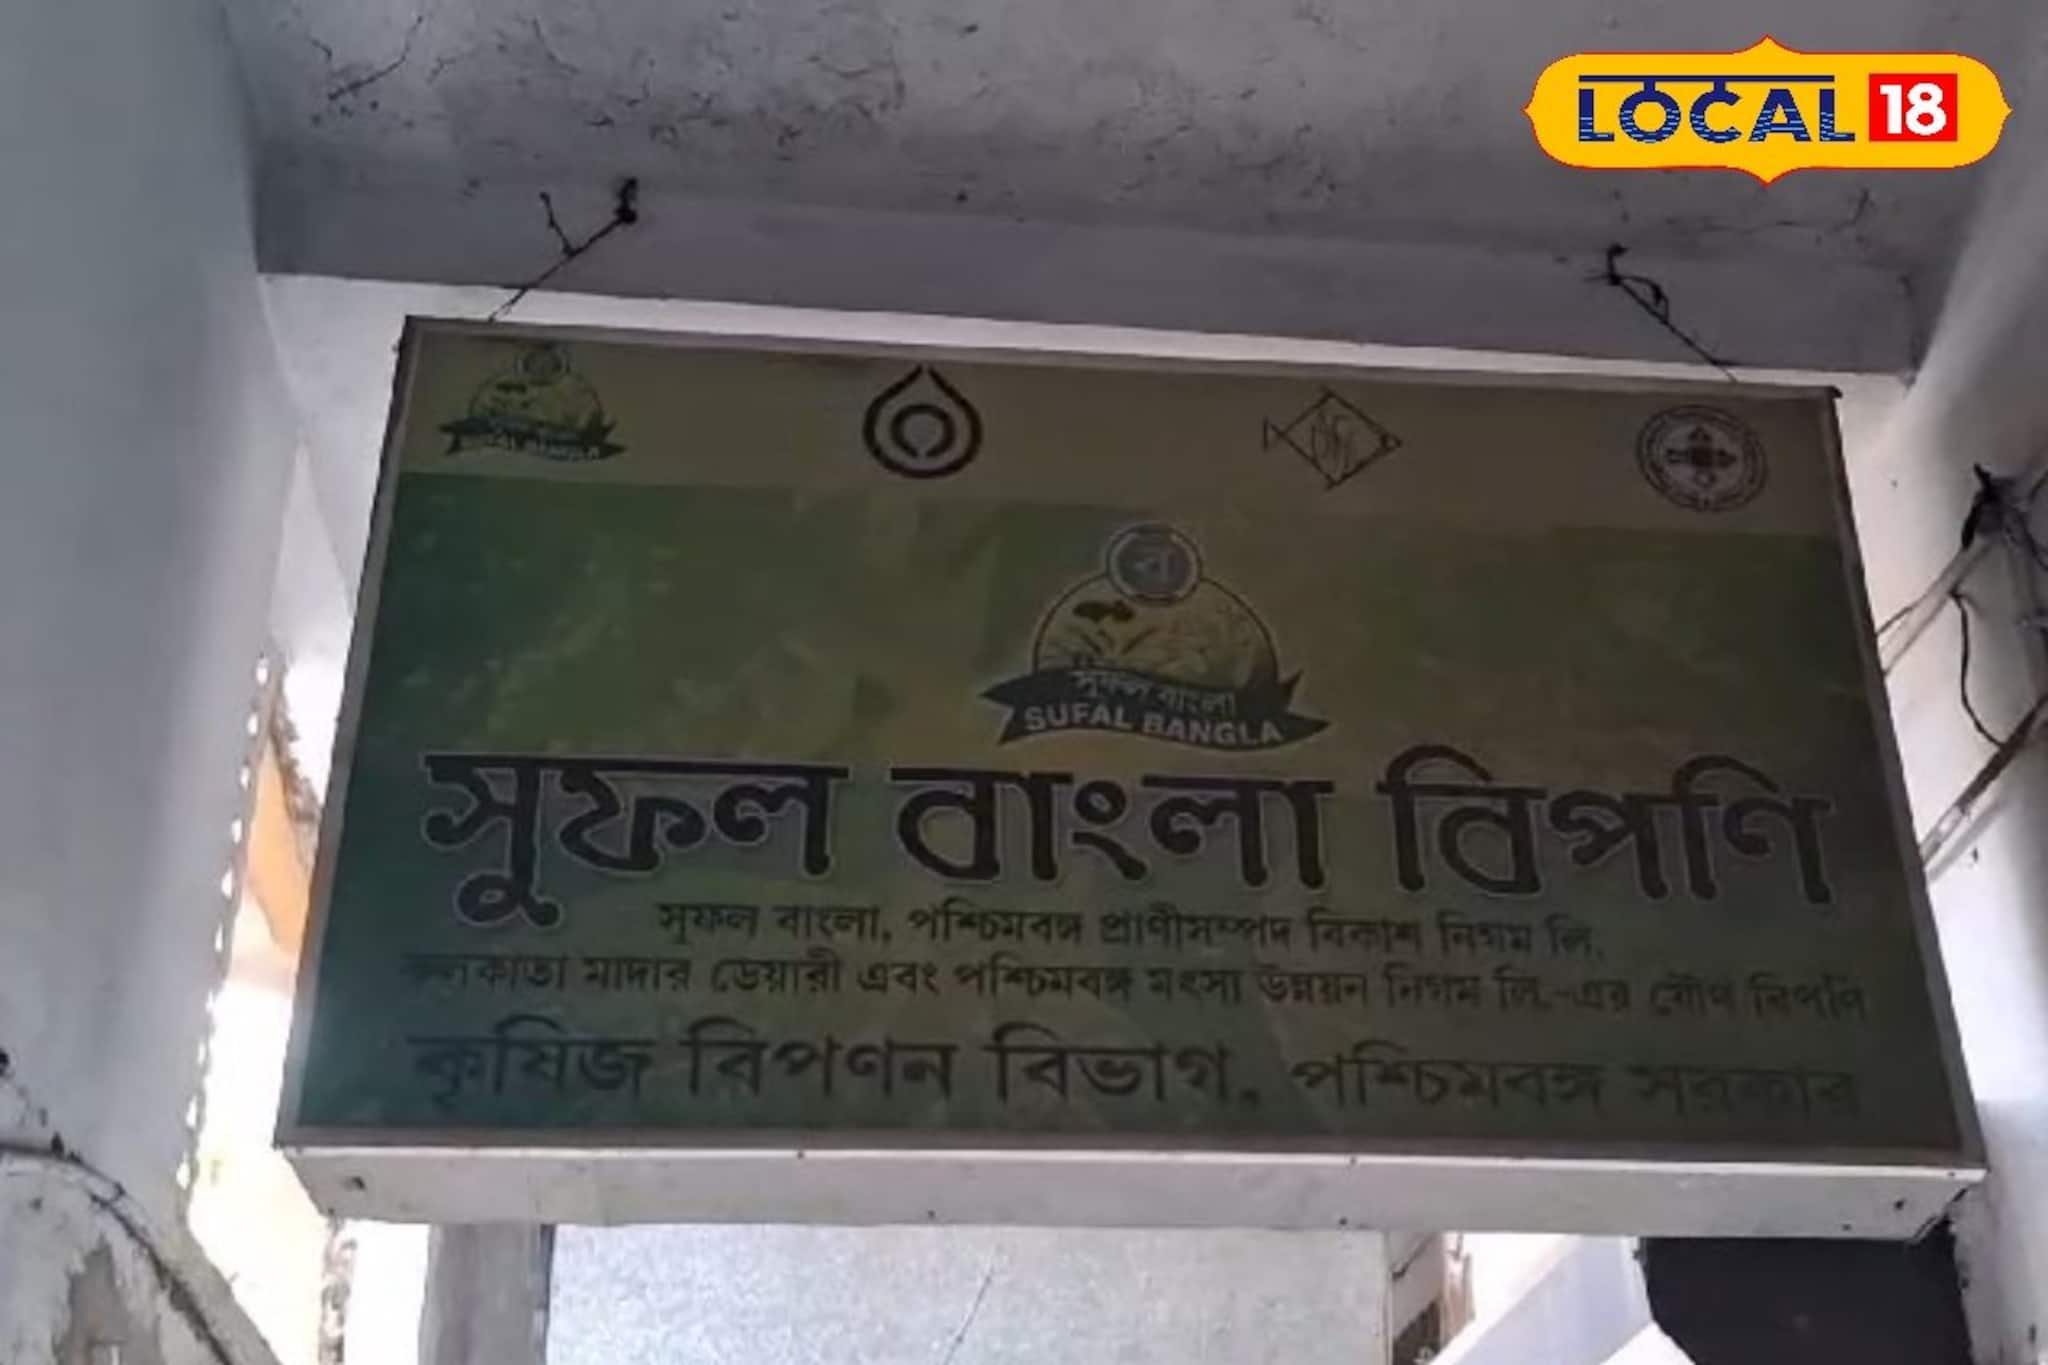 LOCAL 18
সুফল বাংলা
SUFAL BANGLA
সুফল বাংলা বিপণি
সুফল বাংলা, পশ্চিমবঙ্গ প্রাণীসম্পদ বিকাশ নিগম লি.
কলকাতা মাদার ডেয়ারী এবং পশ্চিমবঙ্গ মৎস্য উন্নয়ন নিগম লি.-এর যৌথ বিপণি
কৃষিজ বিপণন বিভাগ, পশ্চিমবঙ্গ সরকার